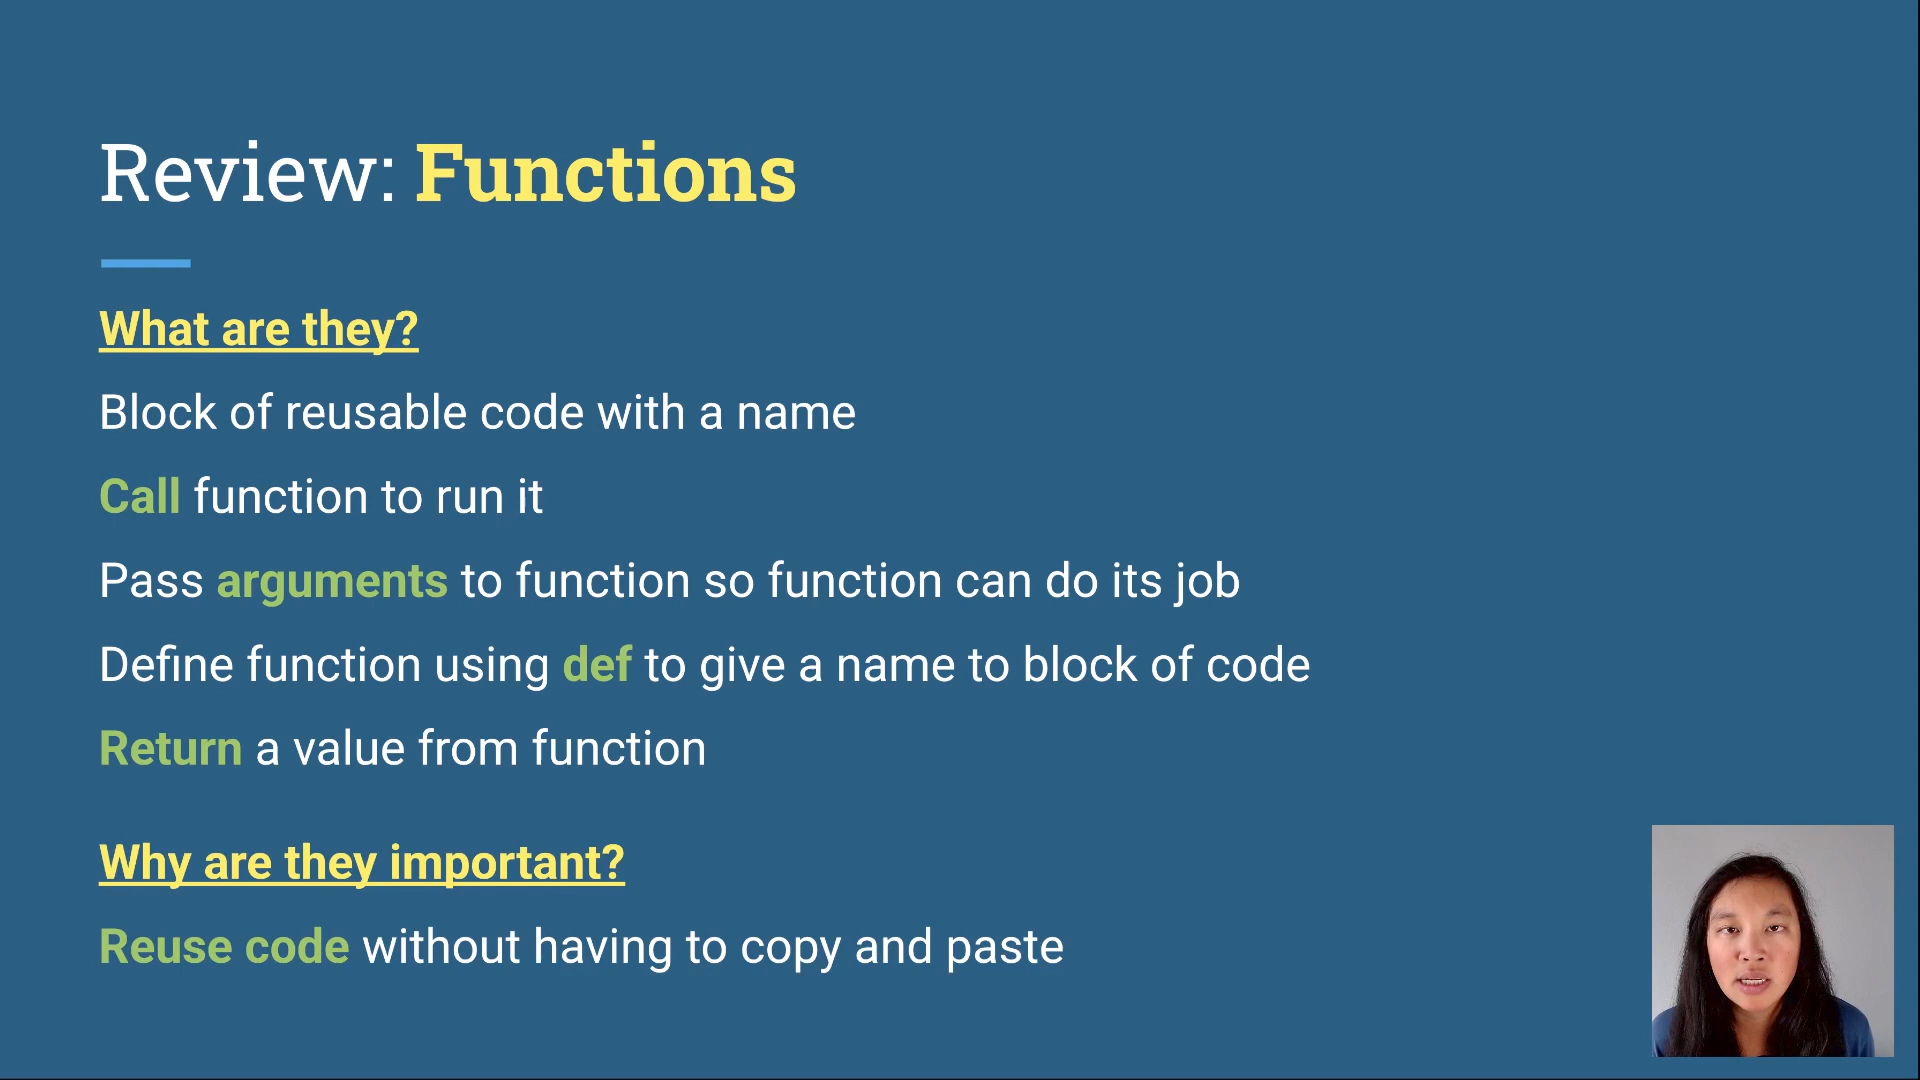 Review: Functions
What are they?
Block of reusable code with a name
Call function to run it
Pass arguments to function so function can do its job
Define function using def to give a name to block of code
Return a value from function
Why are they important?
Reuse code without having to copy and paste